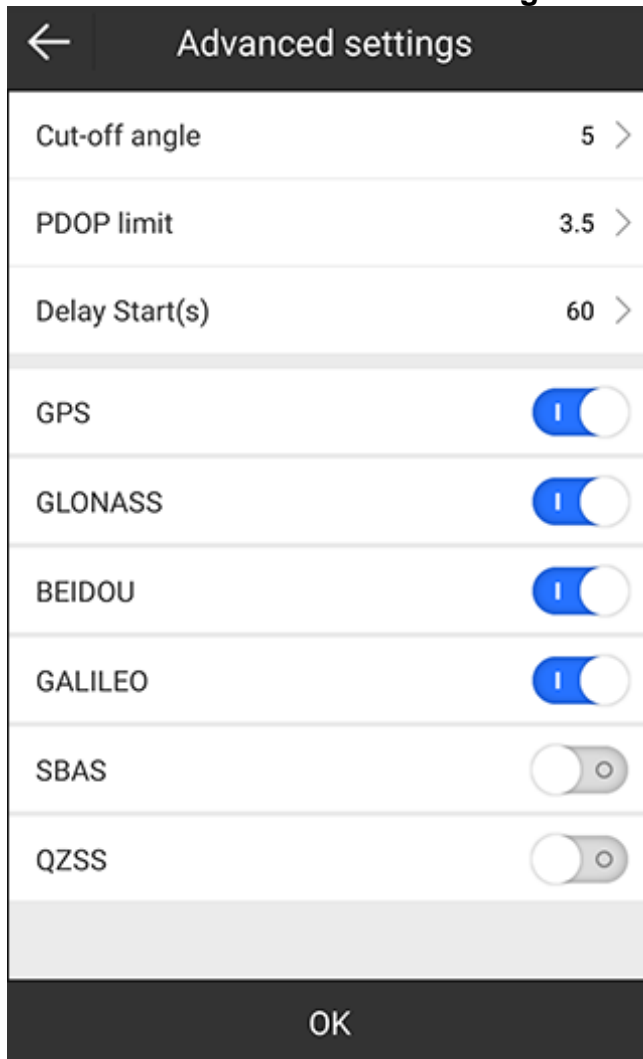 Advanced settings
Cut-off angle 5
PDOP limit 3.5
Delay Start(s) 60
GPS
GLONASS
BEIDOU
GALILEO
SBAS
QZSS
OK